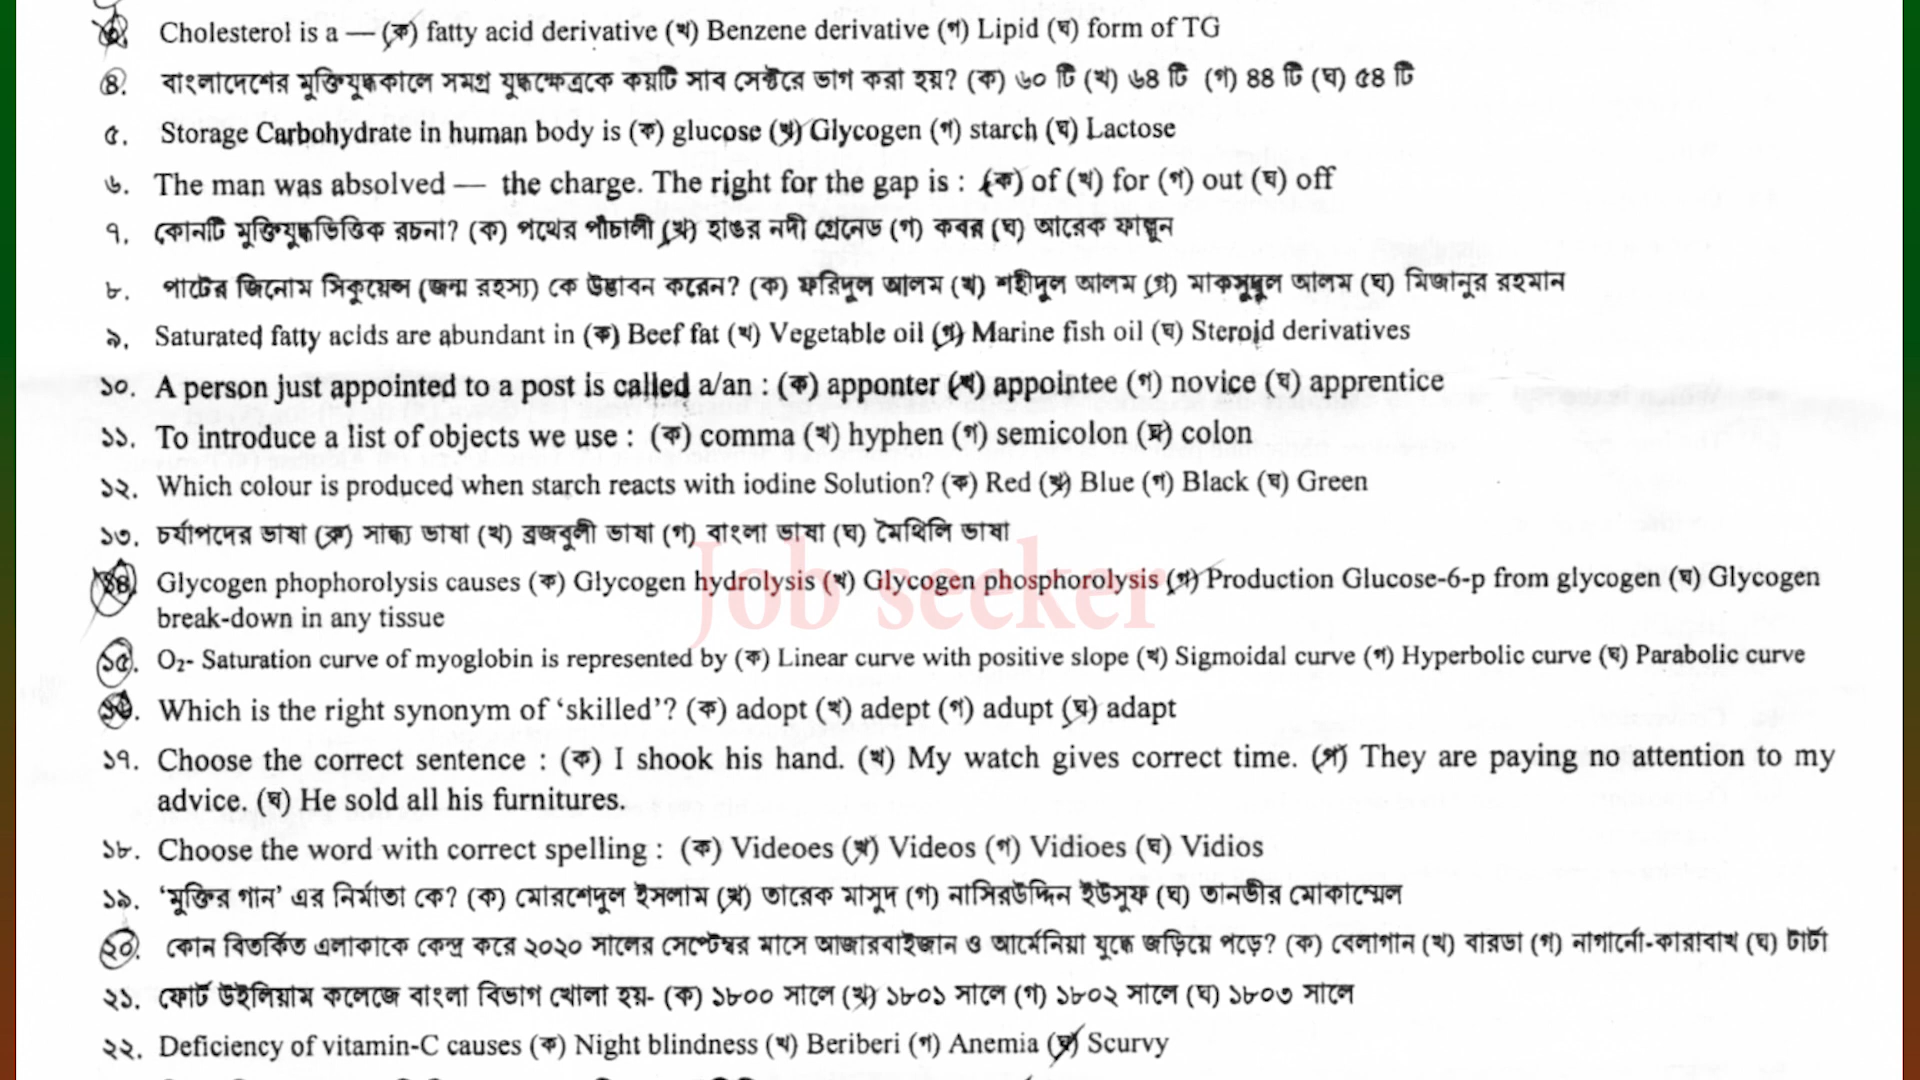 ৩. Cholesterol is a — (ক) fatty acid derivative (খ) Benzene derivative (গ) Lipid (ঘ) form of TG
৪. বাংলাদেশের মুক্তিযুদ্ধকালে সমগ্র যুদ্ধক্ষেত্রকে কয়টি সাব সেক্টরে ভাগ করা হয়? (ক) ৬০ টি (খ) ৬৪ টি (গ) ৪৪ টি (ঘ) ৫৪ টি
৫. Storage Carbohydrate in human body is (ক) glucose (খ) Glycogen (গ) starch (ঘ) Lactose
৬. The man was absolved — the charge. The right for the gap is : (ক) of (খ) for (গ) out (ঘ) off
৭. কোনটি মুক্তিযুদ্ধভিত্তিক রচনা? (ক) পথের পাঁচালী (খ) হাঙর নদী গ্রেনেড (গ) কবর (ঘ) আরেক ফাল্গুন
৮. পাটের জিনোম সিকুয়েন্স (জন্ম রহস্য) কে উদ্ভাবন করেন? (ক) ফরিদুল আলম (খ) শহীদুল আলম (গ) মাকসুদুল আলম (ঘ) মিজানুর রহমান
৯. Saturated fatty acids are abundant in (ক) Beef fat (খ) Vegetable oil (গ) Marine fish oil (ঘ) Steroid derivatives
১০. A person just appointed to a post is called a/an : (ক) apponter (খ) appointee (গ) novice (ঘ) apprentice
১১. To introduce a list of objects we use : (ক) comma (খ) hyphen (গ) semicolon (ঘ) colon
১২. Which colour is produced when starch reacts with iodine Solution? (ক) Red (খ) Blue (গ) Black (ঘ) Green
১৩. চর্যাপদের ভাষা (ক) সান্ধ্য ভাষা (খ) ব্রজবুলী ভাষা (গ) বাংলা ভাষা (ঘ) মৈথিলি ভাষা
Job seeker
১৪. Glycogen phophorolysis causes (ক) Glycogen hydrolysis (খ) Glycogen phosphorolysis (গ) Production Glucose-6-p from glycogen (ঘ) Glycogen
break-down in any tissue
১৫. O₂- Saturation curve of myoglobin is represented by (ক) Linear curve with positive slope (খ) Sigmoidal curve (গ) Hyperbolic curve (ঘ) Parabolic curve
১৬. Which is the right synonym of ‘skilled’? (ক) adopt (খ) adept (গ) adupt (ঘ) adapt
১৭. Choose the correct sentence : (ক) I shook his hand. (খ) My watch gives correct time. (গ) They are paying no attention to my
advice. (ঘ) He sold all his furnitures.
১৮. Choose the word with correct spelling : (ক) Videoes (খ) Videos (গ) Vidioes (ঘ) Vidios
১৯. ‘মুক্তির গান’ এর নির্মাতা কে? (ক) মোরশেদুল ইসলাম (খ) তারেক মাসুদ (গ) নাসিরউদ্দিন ইউসুফ (ঘ) তানভীর মোকাম্মেল
২০. কোন বিতর্কিত এলাকাকে কেন্দ্র করে ২০২০ সালের সেপ্টেম্বর মাসে আজারবাইজান ও আর্মেনিয়া যুদ্ধে জড়িয়ে পড়ে? (ক) বেলাগান (খ) বারডা (গ) নাগার্নো-কারাবাখ (ঘ) টার্টা
২১. ফোর্ট উইলিয়াম কলেজে বাংলা বিভাগ খোলা হয়- (ক) ১৮০০ সালে (খ) ১৮০১ সালে (গ) ১৮০২ সালে (ঘ) ১৮০৩ সালে
২২. Deficiency of vitamin-C causes (ক) Night blindness (খ) Beriberi (গ) Anemia (ঘ) Scurvy